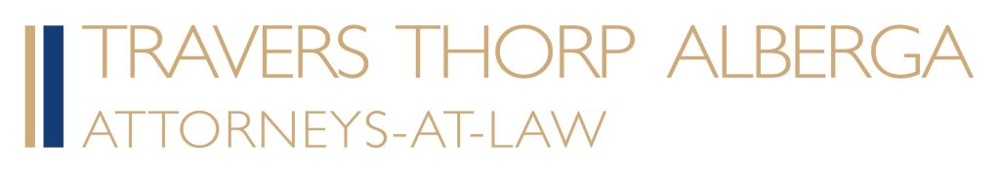 TRAVERS THORP ALBERGA
ATTORNEYS-AT-LAW